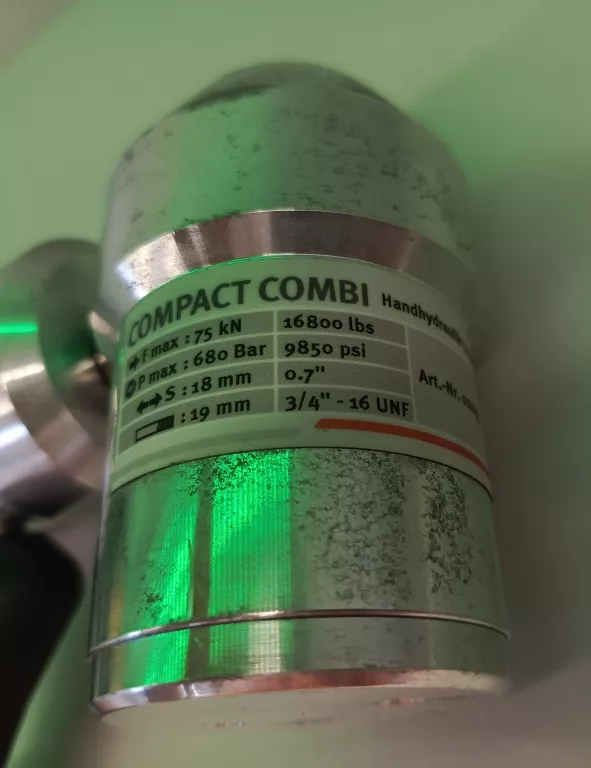 COMPACT COMBI Handhydraulik
F max : 75 kN 16800 lbs
P max : 680 Bar 9850 psi
S : 18 mm 0.7"
: 19 mm 3/4" - 16 UNF
Art.-Nr.